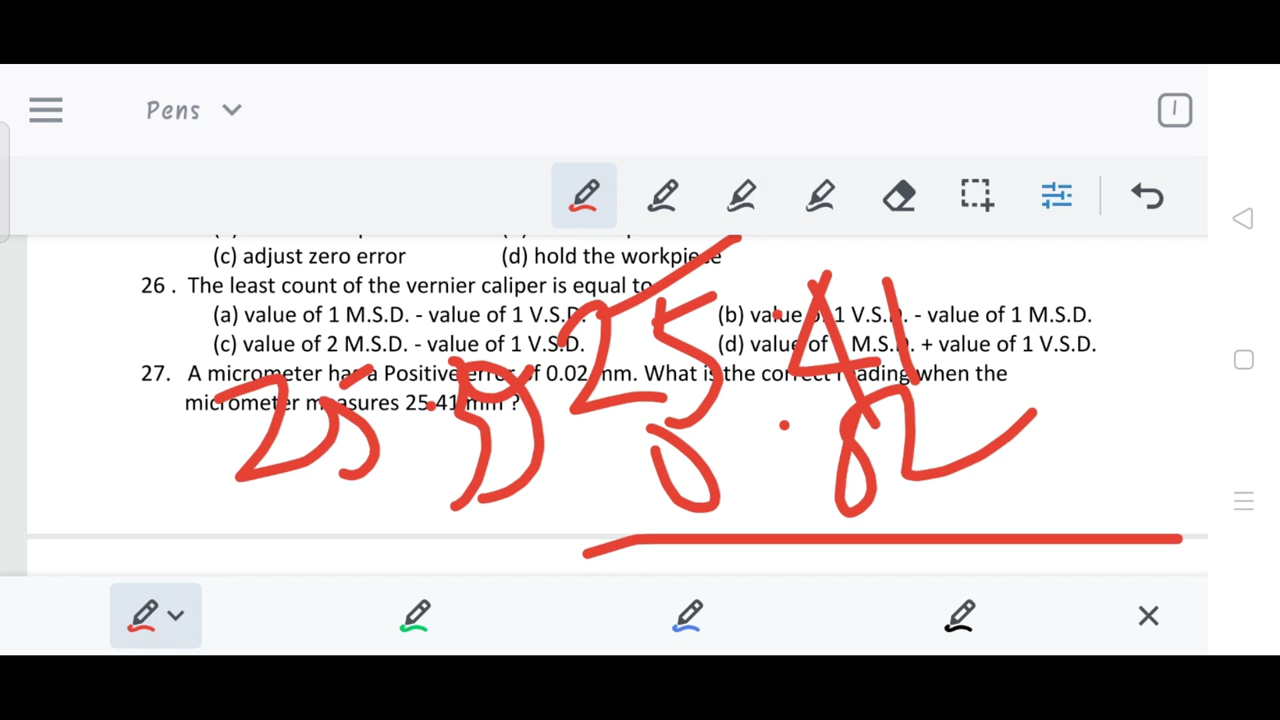 Pens
(c) adjust zero error (d) hold the workpiece
26 . The least count of the vernier caliper is equal to
(a) value of 1 M.S.D. - value of 1 V.S.D. (b) value of 1 V.S.D. - value of 1 M.S.D.
(c) value of 2 M.S.D. - value of 1 V.S.D. (d) value of M.S.D. + value of 1 V.S.D.
27. A micrometer has a Positive error of 0.02 mm. What is the correct reading when the
micrometer measures 25.41 mm ?
25.41
25.39